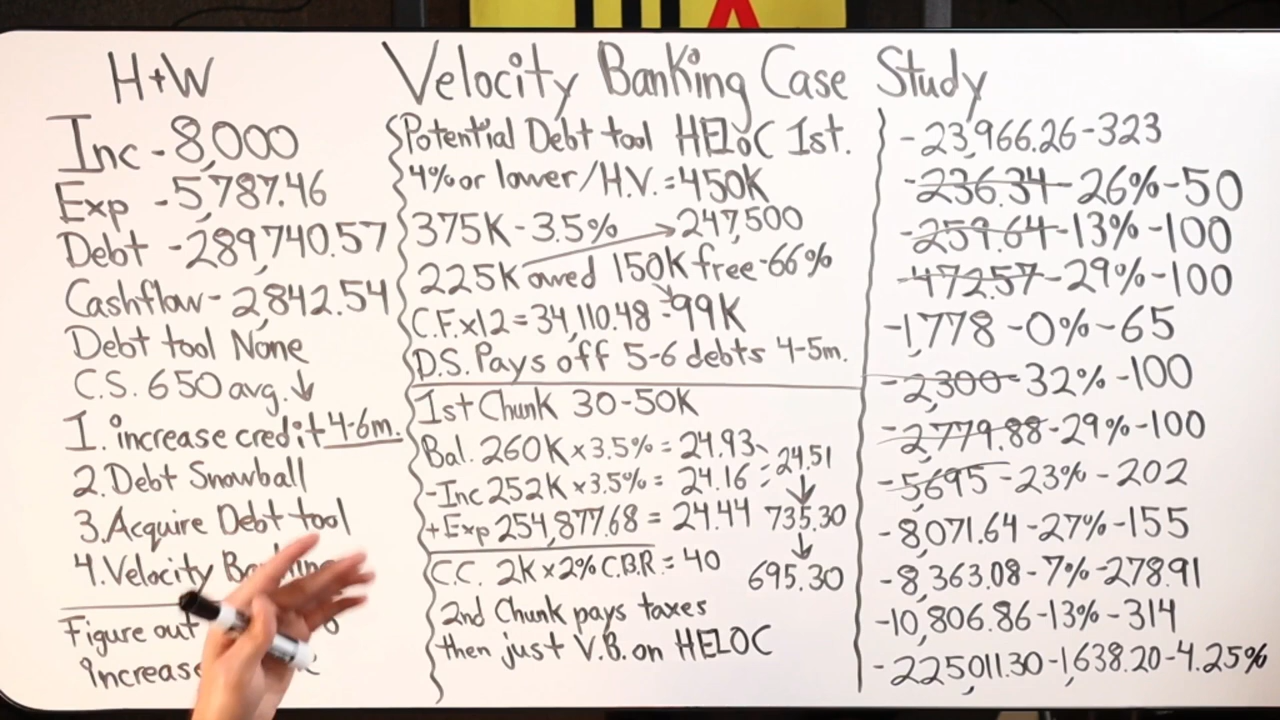 H+W
Inc - 8,000
Exp - 5,787.46
Debt - 289,740.57
Cashflow - 2,842.54
Debt tool None
C.S. 650 avg. ↓
1. increase credit 4-6m.
2. Debt Snowball
3. Acquire Debt tool
4. Velocity
Figure out
increase
Velocity Banking Case Study
Potential Debt tool HELOC 1st.
4% or lower / H.V. = 450K
375K - 3.5% → 247,500
225K owed 150K free - 66%
C.F. x 12 = 34,110.48 - 99K
D.S. Pays off 5-6 debts 4-5m.
1st Chunk 30-50K
Bal. 260K x 3.5% = 24.93
-Inc 252K x 3.5% = 24.16 = 24.51
+Exp 254,877.68 = 24.44 735.30
C.C. 2K x 2% C.B.R. = 40 695.30
2nd Chunk pays taxes
then just V.B. on HELOC
- 23,966.26 - 323
- 236.34 - 26% - 50
- 259.64 - 13% - 100
- 472.57 - 29% - 100
- 1,778 - 0% - 65
- 2,300 - 32% - 100
- 2,779.88 - 29% - 100
- 5695 - 23% - 202
- 8,071.64 - 27% - 155
- 8,363.08 - 7% - 278.91
- 10,806.86 - 13% - 314
- 225,011.30 - 1,638.20 - 4.25%